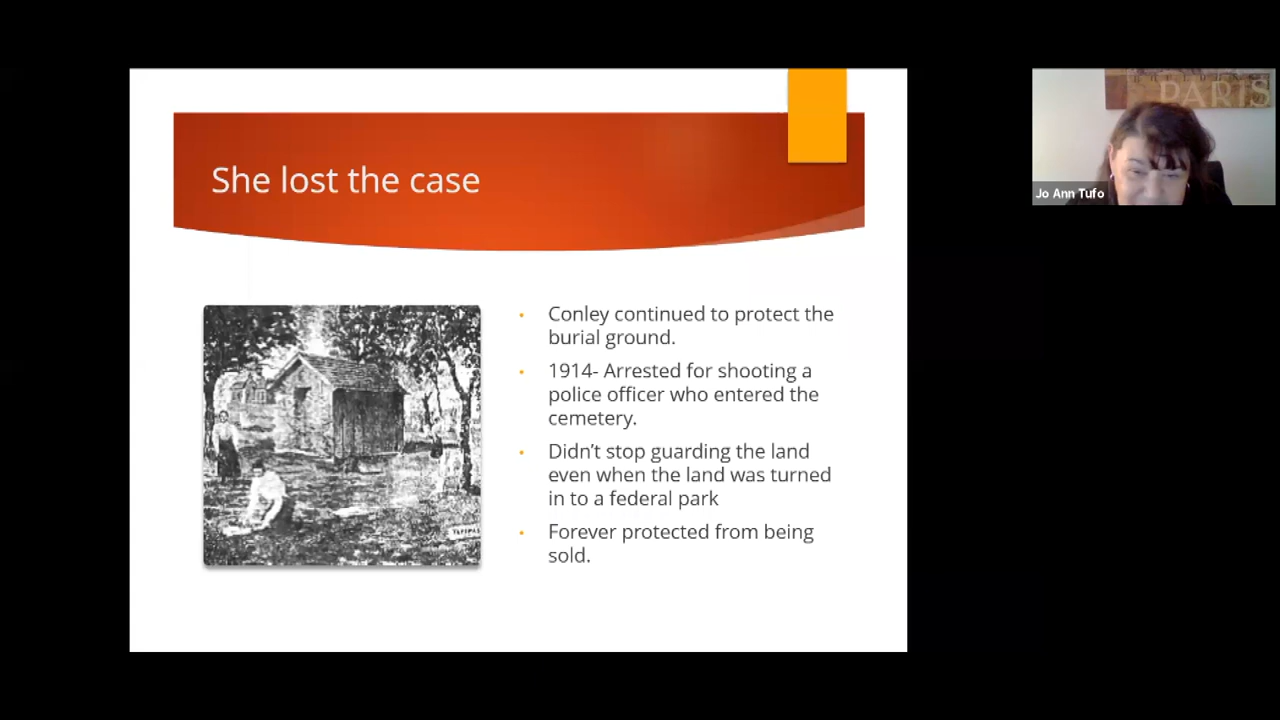 She lost the case
PARIS
Jo Ann Tufo
• Conley continued to protect the
burial ground.
• 1914- Arrested for shooting a
police officer who entered the
cemetery.
• Didn’t stop guarding the land
even when the land was turned
in to a federal park
• Forever protected from being
sold.